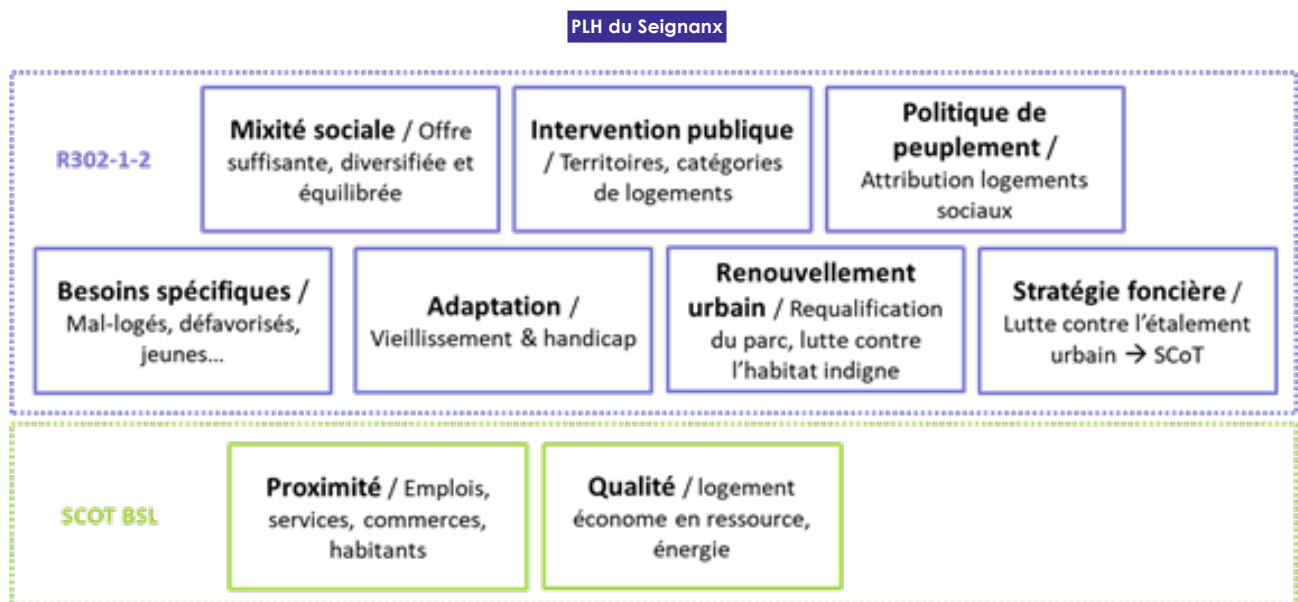 PLH du Seignanx
R302-1-2
Mixité sociale / Offre
suffisante, diversifiée et
équilibrée
Intervention publique
/ Territoires, catégories
de logements
Politique de
peuplement /
Attribution logements
sociaux
Besoins spécifiques /
Mal-logés, défavorisés,
jeunes...
Adaptation /
Vieillissement & handicap
Renouvellement
urbain / Requalification
du parc, lutte contre
l'habitat indigne
Stratégie foncière /
Lutte contre l'étalement
urbain → SCoT
SCOT BSL
Proximité / Emplois,
services, commerces,
habitants
Qualité / logement
économe en ressource,
énergie